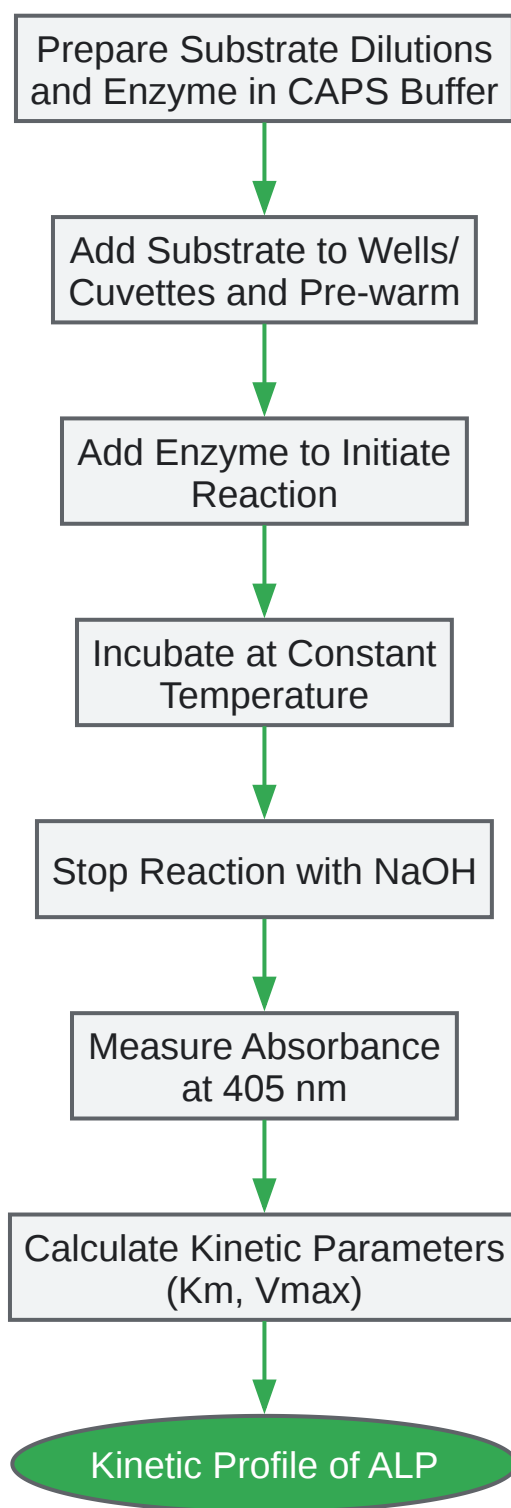 Prepare Substrate Dilutions
and Enzyme in CAPS Buffer
Add Substrate to Wells/
Cuvettes and Pre-warm
Add Enzyme to Initiate
Reaction
Incubate at Constant
Temperature
Stop Reaction with NaOH
Measure Absorbance
at 405 nm
Calculate Kinetic Parameters
(Km, Vmax)
Kinetic Profile of ALP